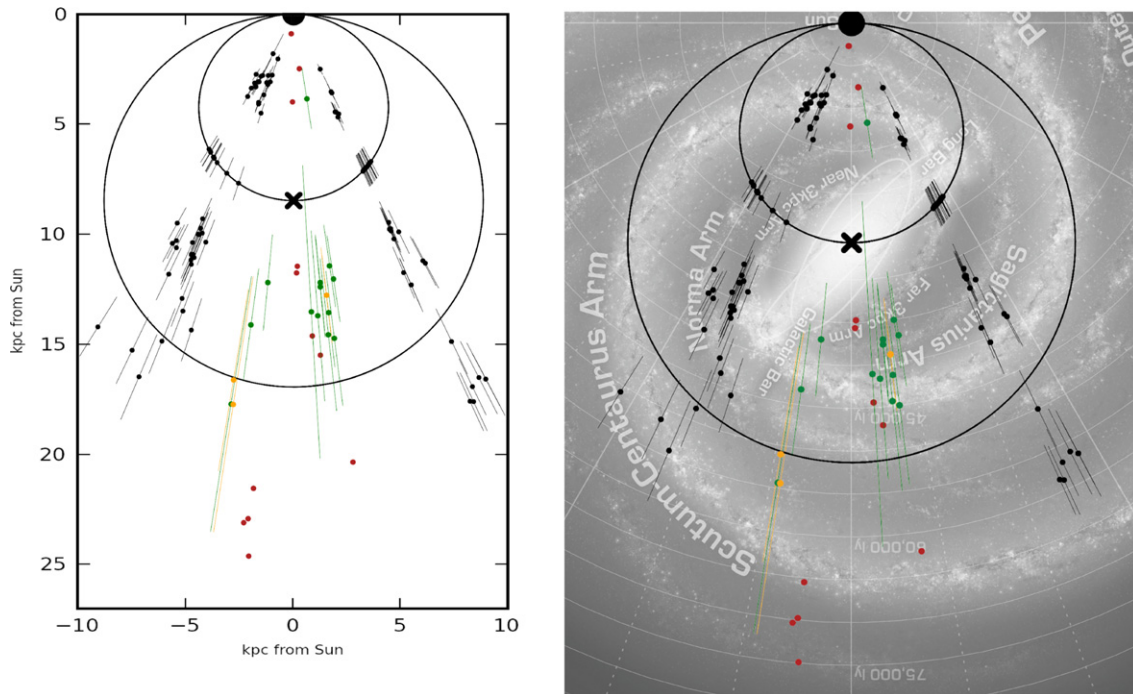 0
5
10
15
20
25
−10
−5
0
5
10
kpc from Sun
kpc from Sun
Sun
Outer
Long Bar
Near 3kpc Arm
Norma Arm
Far 3kpc Arm
Sagittarius Arm
Galactic Bar
Scutum-Centaurus Arm
45,000 ly
60,000 ly
75,000 ly